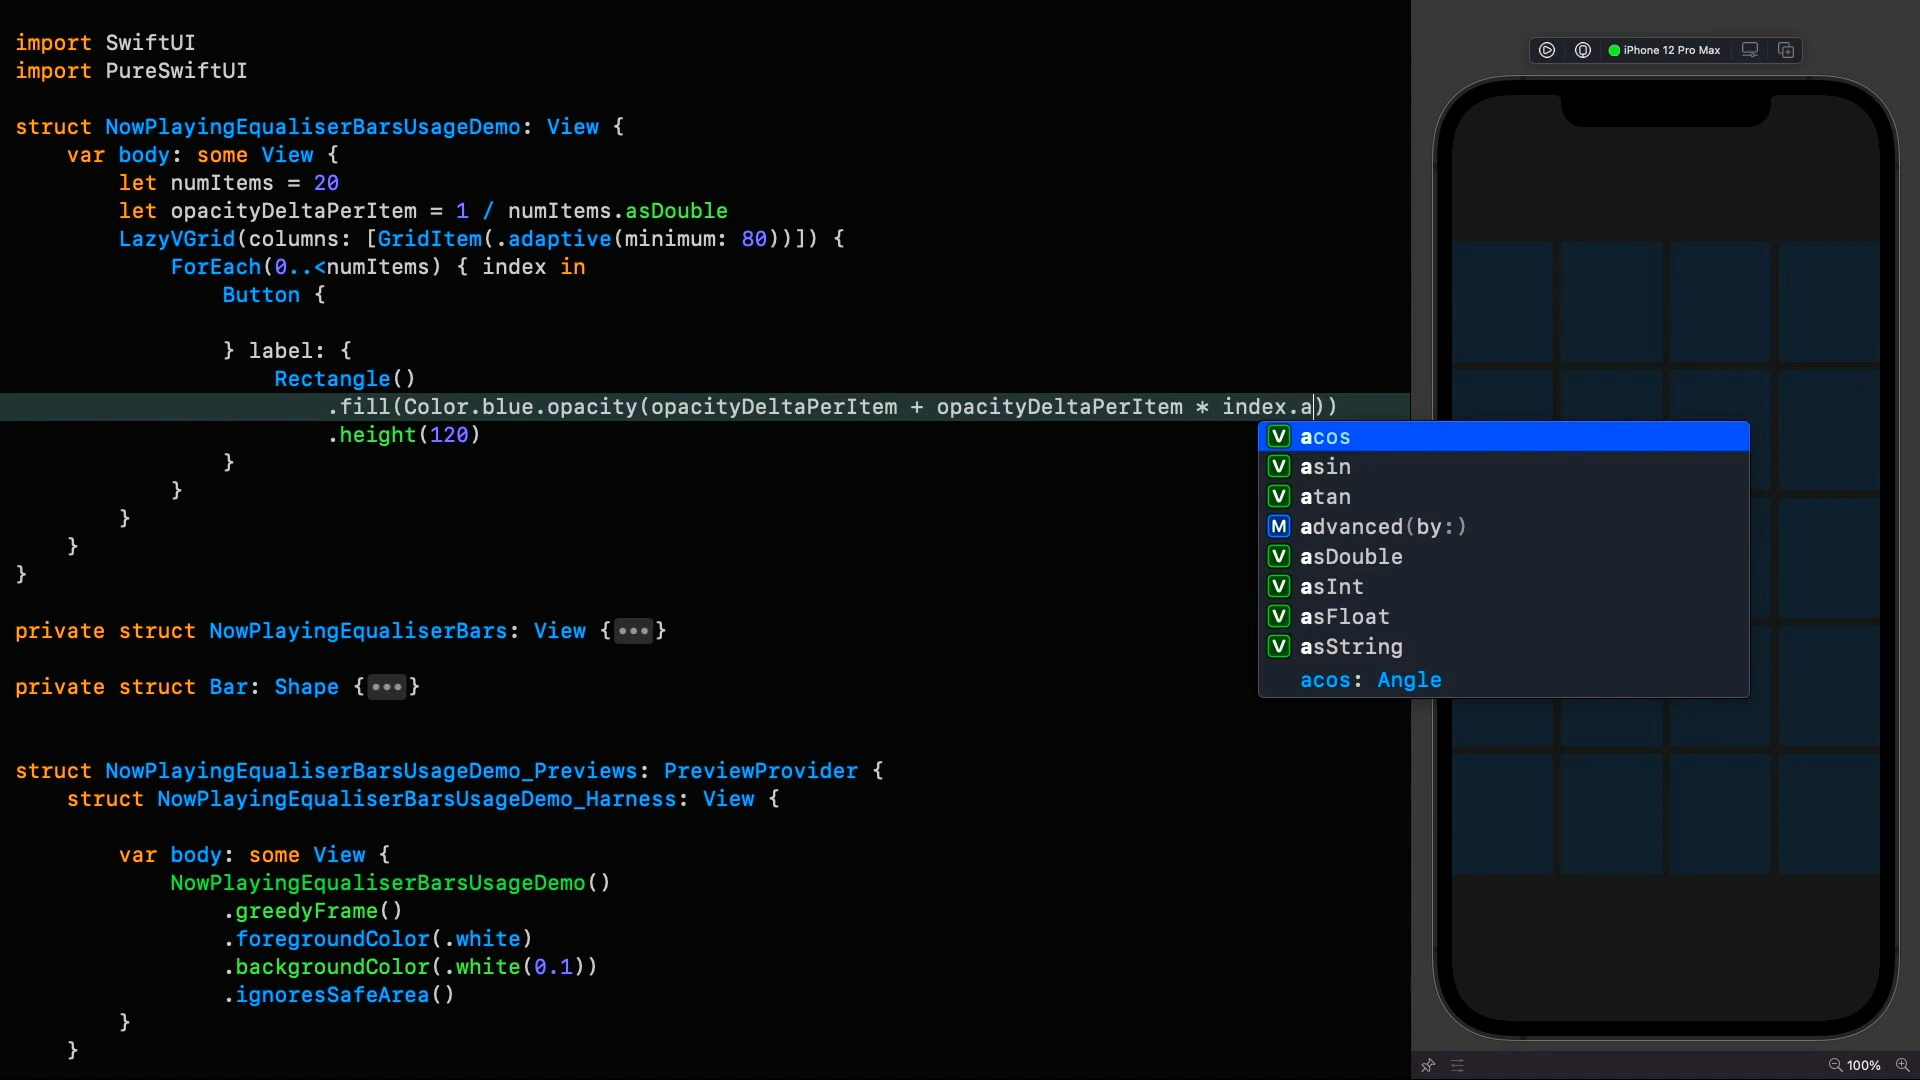 import SwiftUI
import PureSwiftUI
struct NowPlayingEqualiserBarsUsageDemo: View {
var body: some View {
let numItems = 20
let opacityDeltaPerItem = 1 / numItems.asDouble
LazyVGrid(columns: [GridItem(.adaptive(minimum: 80))]) {
ForEach(0..<numItems) { index in
Button {
} label: {
Rectangle()
.fill(Color.blue.opacity(opacityDeltaPerItem + opacityDeltaPerItem * index.a))
.height(120)
}
}
}
}
}
private struct NowPlayingEqualiserBars: View {•••}
private struct Bar: Shape {•••}
struct NowPlayingEqualiserBarsUsageDemo_Previews: PreviewProvider {
struct NowPlayingEqualiserBarsUsageDemo_Harness: View {
var body: some View {
NowPlayingEqualiserBarsUsageDemo()
.greedyFrame()
.foregroundColor(.white)
.backgroundColor(.white(0.1))
.ignoresSafeArea()
}
}
V acos
V asin
V atan
M advanced(by:)
V asDouble
V asInt
V asFloat
V asString
acos: Angle
iPhone 12 Pro Max
100%